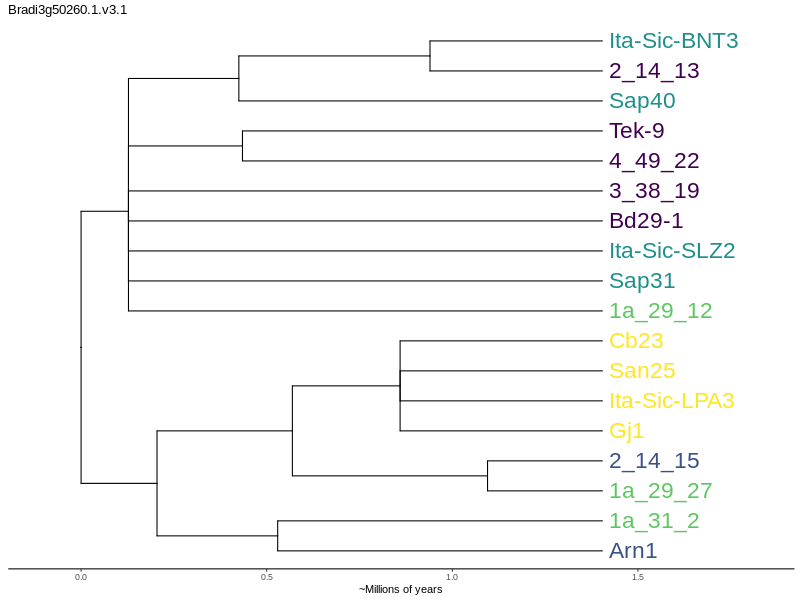 Bradi3g50260.1.v3.1
Ita-Sic-BNT3
2_14_13
Sap40
Tek-9
4_49_22
3_38_19
Bd29-1
Ita-Sic-SLZ2
Sap31
1a_29_12
Cb23
San25
Ita-Sic-LPA3
Gj1
2_14_15
1a_29_27
1a_31_2
Arn1
0.0 0.5 1.0 1.5
~Millions of years